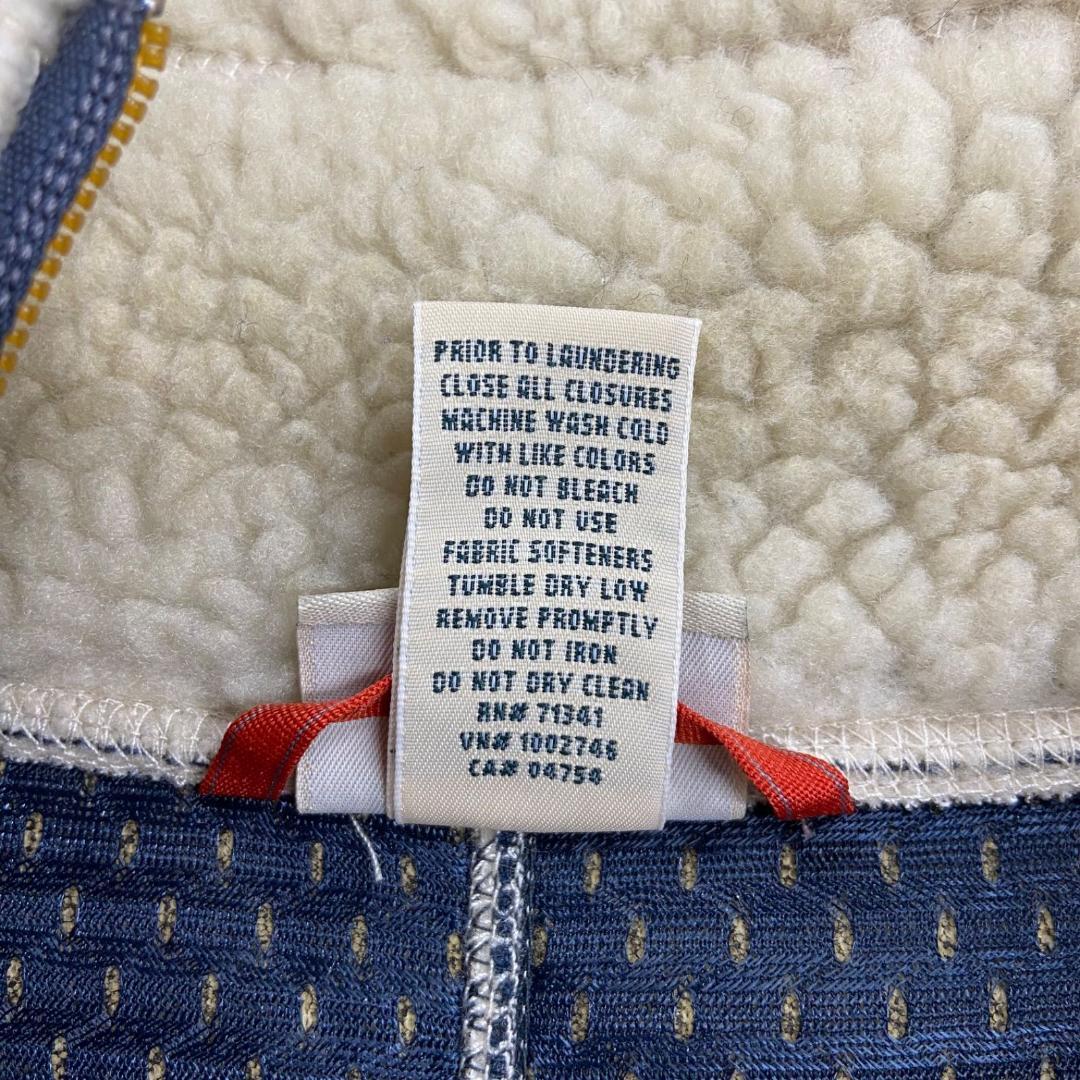 PRIOR TO LAUNDERING
CLOSE ALL CLOSURES
MACHINE WASH COLD
WITH LIKE COLORS
DO NOT BLEACH
DO NOT USE
FABRIC SOFTENERS
TUMBLE DRY LOW
REMOVE PROMPTLY
DO NOT IRON
DO NOT DRY CLEAN
RN# 71341
VN# 1002746
CA# 04754